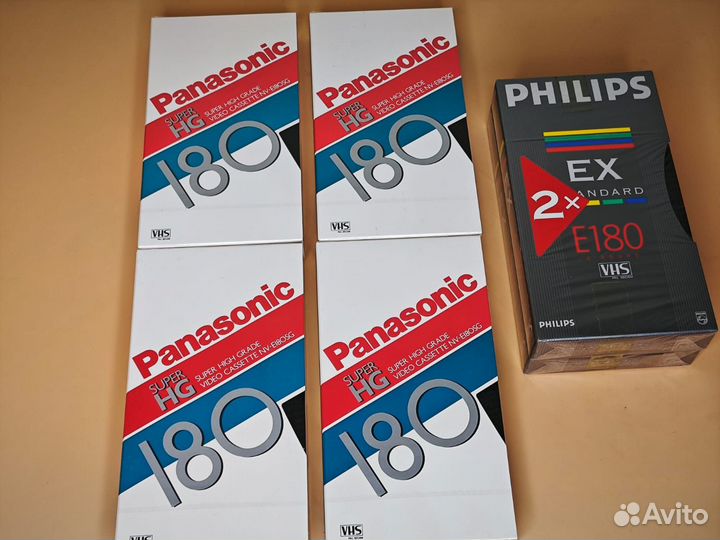 Panasonic
SUPER HG
SUPER HIGH GRADE
VIDEO CASSETTE NV-E180SG
180
VHS
Panasonic
SUPER HG
SUPER HIGH GRADE
VIDEO CASSETTE NV-E180SG
180
VHS
PHILIPS
EX
STANDARD
2×
E180
VHS
PHILIPS
Panasonic
SUPER HG
SUPER HIGH GRADE
VIDEO CASSETTE NV-E180SG
180
VHS
Panasonic
SUPER HG
SUPER HIGH GRADE
VIDEO CASSETTE NV-E180SG
180
VHS
Avito